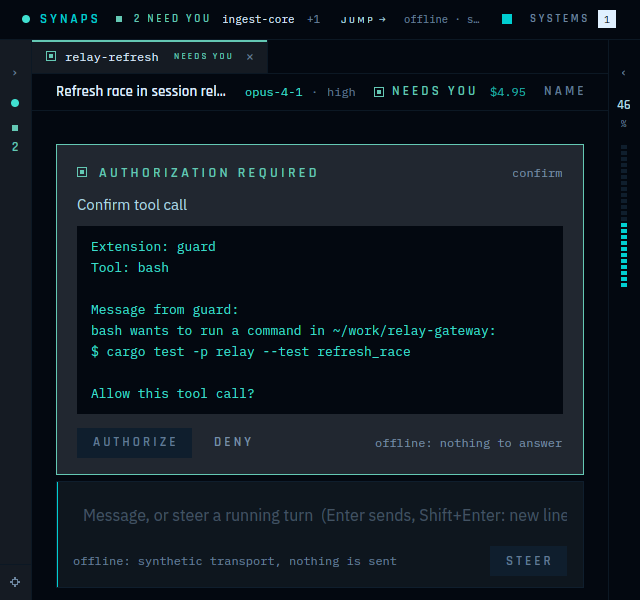 SYNAPS 2 NEED YOU ingest-core +1 JUMP → offline · s… SYSTEMS 1
relay-refresh NEEDS YOU ×
Refresh race in session rel… opus-4-1 · high NEEDS YOU $4.95 NAME
2
46
%
AUTHORIZATION REQUIRED confirm
Confirm tool call
Extension: guard
Tool: bash
Message from guard:
bash wants to run a command in ~/work/relay-gateway:
$ cargo test -p relay --test refresh_race
Allow this tool call?
AUTHORIZE DENY offline: nothing to answer
Message, or steer a running turn (Enter sends, Shift+Enter: new line
offline: synthetic transport, nothing is sent STEER